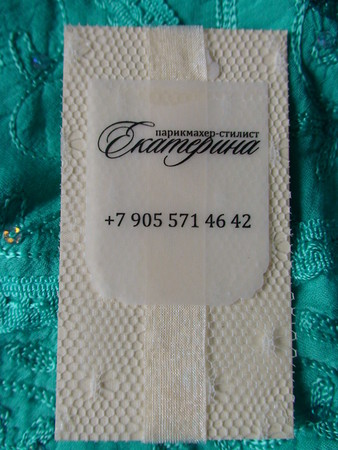 парикмахер-стилист
Екатерина
+7 905 571 46 42